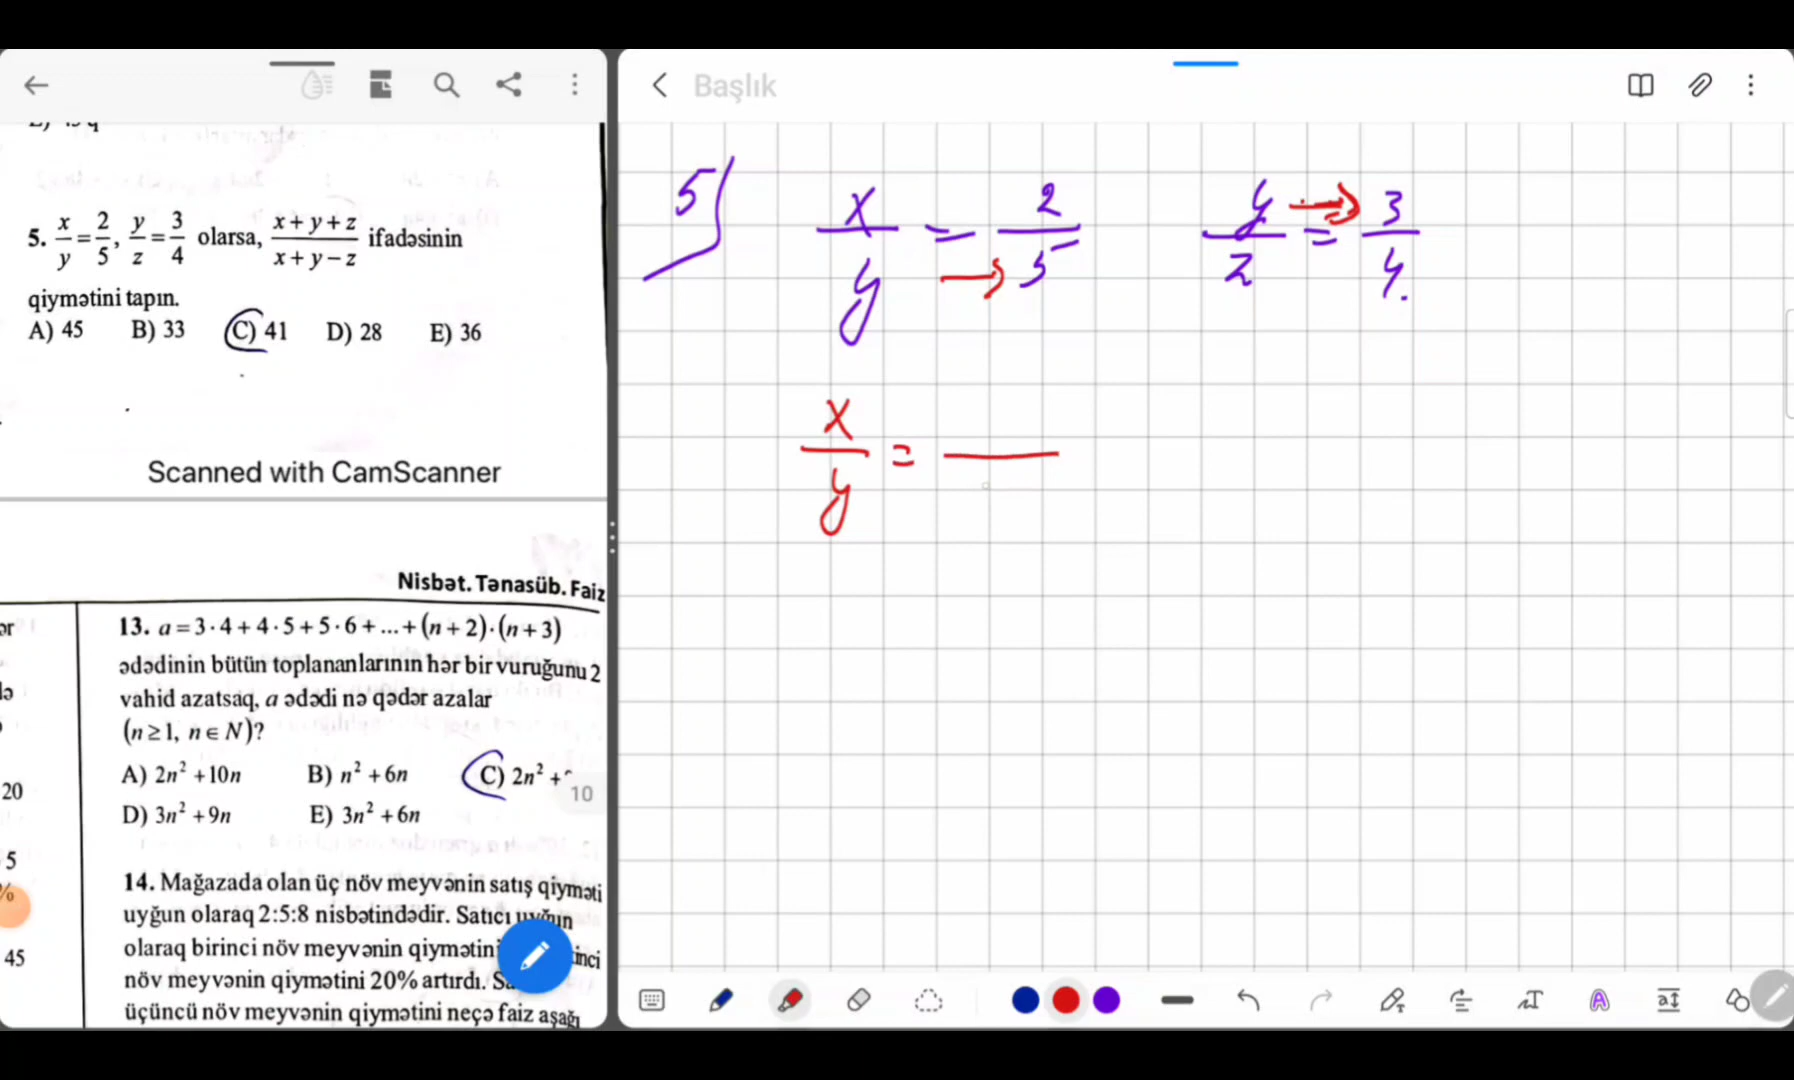 Başlık
5. x/y = 2/5, y/z = 3/4 olarsa, (x + y + z)/(x + y − z) ifadəsinin
qiymətini tapın.
A) 45 B) 33 C) 41 D) 28 E) 36
Scanned with CamScanner
Nisbət. Tənasüb. Faiz
20
5
%
45
13. a = 3 · 4 + 4 · 5 + 5 · 6 + ... + (n + 2) · (n + 3)
ədədinin bütün toplananlarının hər bir vuruğunu 2
vahid azatsaq, a ədədi nə qədər azalar
(n ≥ 1, n ∈ N)?
A) 2n² + 10n B) n² + 6n C) 2n² +
10
D) 3n² + 9n E) 3n² + 6n
14. Mağazada olan üç növ meyvənin satış qiyməti
uyğun olaraq 2:5:8 nisbətindədir. Satıcı uyğun
olaraq birinci növ meyvənin qiymətini
növ meyvənin qiymətini 20% artırdı.
üçüncü növ meyvənin qiymətini neçə faiz aşağı
5) x/y = 2/5 y/z = 3/4
x/y =